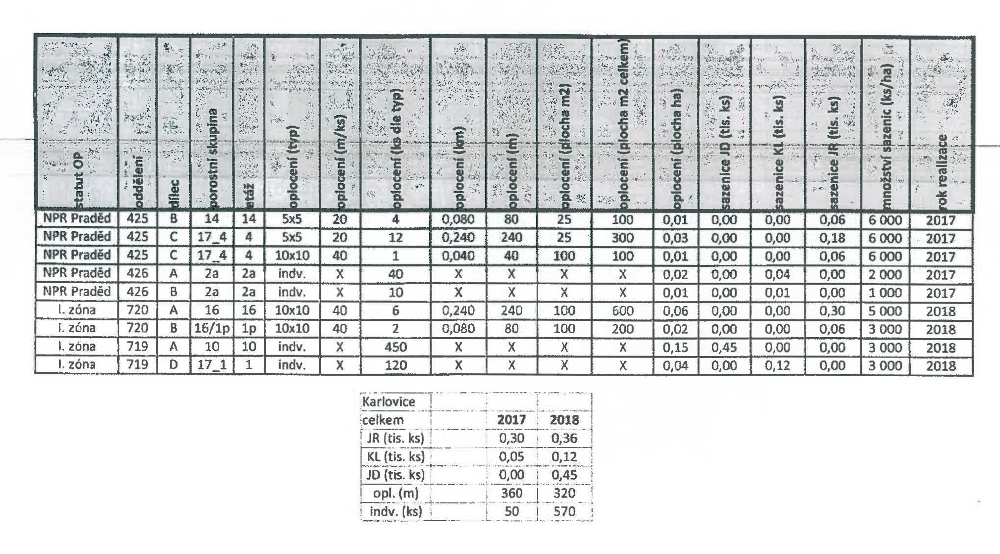 statut OP oddělení dílec porostní skupina etáž oplocení (typ) oplocení (m/ks) oplocení (ks dle typ) oplocení (km) oplocení (m) oplocení (plocha m2) oplocení (plocha m2 celkem) oplocení (plocha ha) sazenice JD (tis. ks) sazenice KL (tis. ks) sazenice JR (tis. ks) množství sazenic (ks/ha) rok realizace
NPR Praděd 425 B 14 14 5x5 20 4 0,080 80 25 100 0,01 0,00 0,00 0,06 6 000 2017
NPR Praděd 425 C 17_4 4 5x5 20 12 0,240 240 25 300 0,03 0,00 0,00 0,18 6 000 2017
NPR Praděd 425 C 17_4 4 10x10 40 1 0,040 40 100 100 0,01 0,00 0,00 0,06 6 000 2017
NPR Praděd 426 A 2a 2a indv. X 40 X X X X 0,02 0,00 0,04 0,00 2 000 2017
NPR Praděd 426 B 2a 2a indv. X 10 X X X X 0,01 0,00 0,01 0,00 1 000 2017
I. zóna 720 A 16 16 10x10 40 6 0,240 240 100 600 0,06 0,00 0,00 0,30 5 000 2018
I. zóna 720 B 16/1p 1p 10x10 40 2 0,080 80 100 200 0,02 0,00 0,00 0,06 3 000 2018
I. zóna 719 A 10 10 indv. X 450 X X X X 0,15 0,45 0,00 0,00 3 000 2018
I. zóna 719 D 17_1 1 indv. X 120 X X X X 0,04 0,00 0,12 0,00 3 000 2018
Karlovice
celkem 2017 2018
JR (tis. ks) 0,30 0,36
KL (tis. ks) 0,05 0,12
JD (tis. ks) 0,00 0,45
opl. (m) 360 320
indv. (ks) 50 570